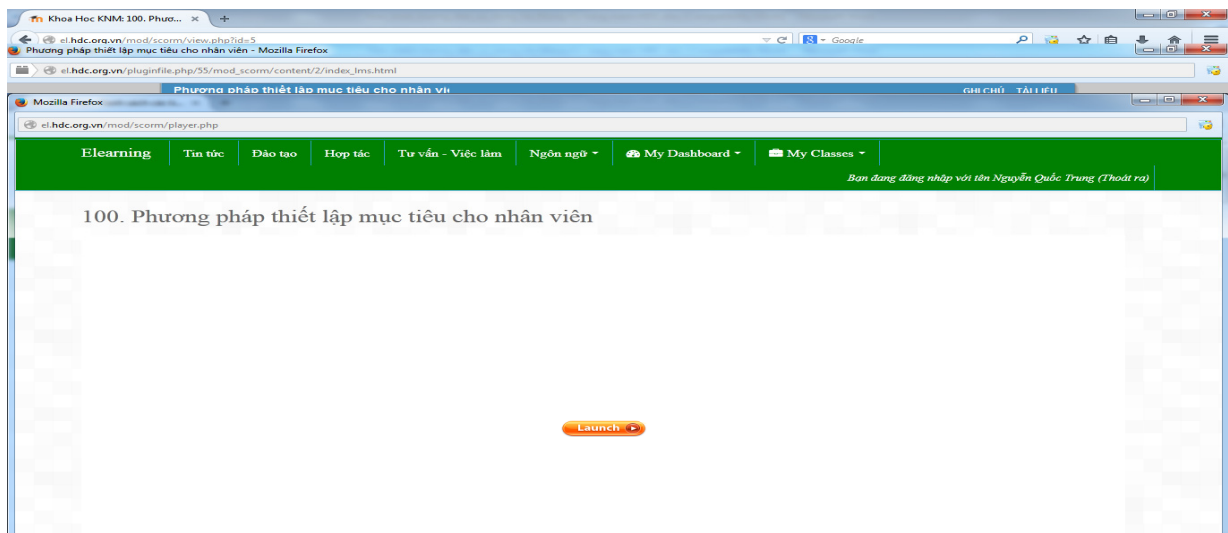 Khoa Hoc KNM: 100. Phươ...
el.hdc.org.vn/mod/scorm/view.php?id=5
Google
Phương pháp thiết lập mục tiêu cho nhân viên - Mozilla Firefox
el.hdc.org.vn/pluginfile.php/55/mod_scorm/content/2/index_lms.html
Phương pháp thiết lập mục tiêu cho nhân viê
GHI CHÚ TÀI LIỆU
Mozilla Firefox
el.hdc.org.vn/mod/scorm/player.php
Elearning Tin tức Đào tạo Hợp tác Tư vấn - Việc làm Ngôn ngữ My Dashboard My Classes
Bạn đang đăng nhập với tên Nguyễn Quốc Trung (Thoát ra)
100. Phương pháp thiết lập mục tiêu cho nhân viên
Launch